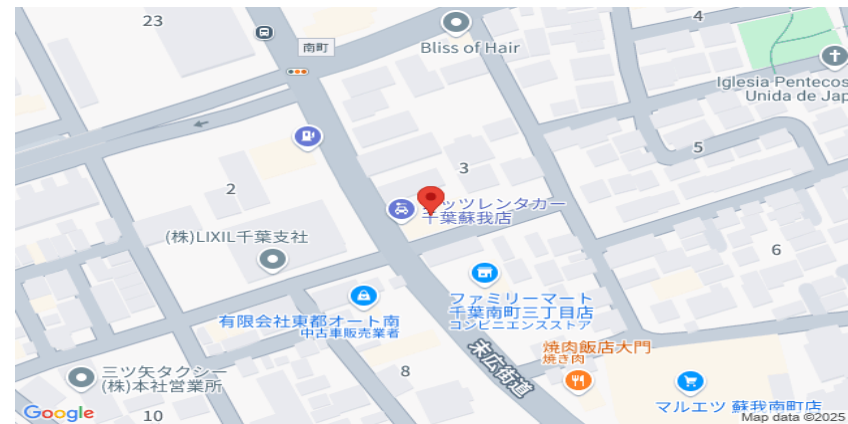 23
南町
Bliss of Hair
4
Iglesia Pentecos
Unida de Jap
3
5
2
ッツレンタカー
千葉蘇我店
(株)LIXIL千葉支社
6
ファミリーマート
千葉南町三丁目店
コンビニエンスストア
有限会社東都オート南
中古車販売業者
焼肉飯店大門
焼き肉
末広街道
8
三ツ矢タクシー
(株)本社営業所
マルエツ 蘇我南町店
10
Google
Map data ©2025